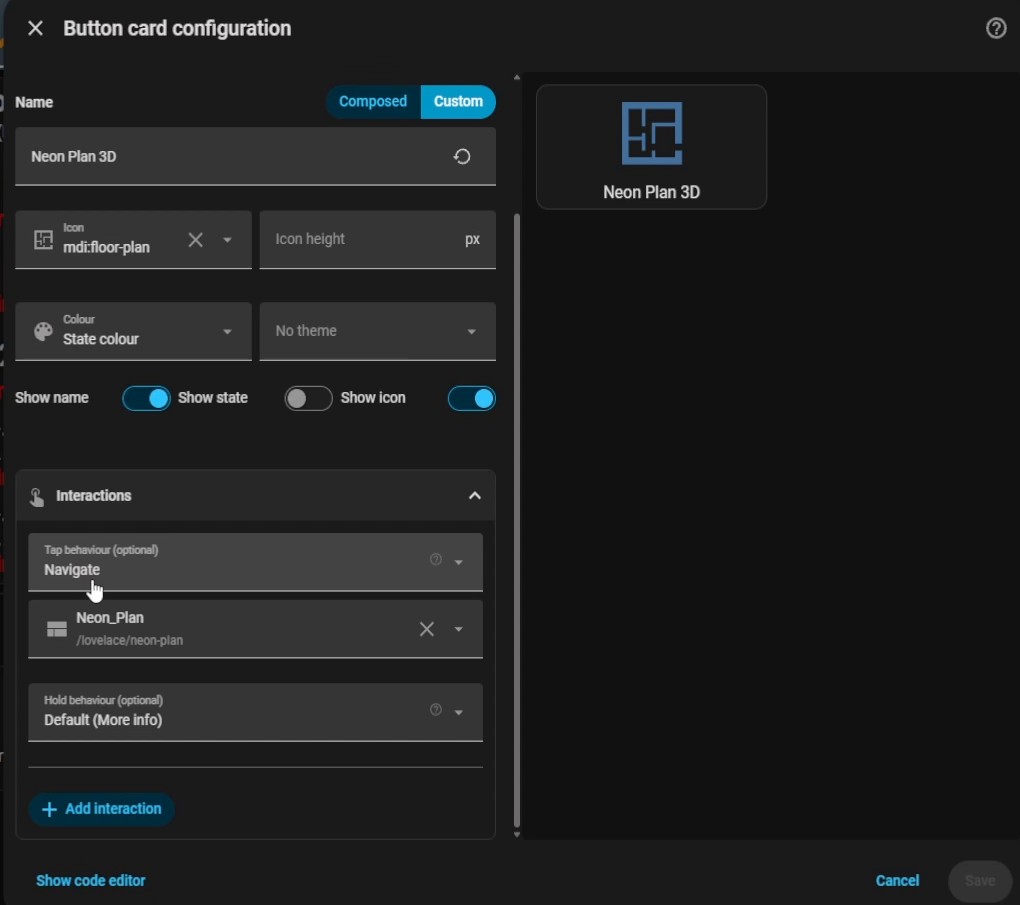 Button card configuration
Name
Composed
Custom
Neon Plan 3D
Neon Plan 3D
Icon
mdi:floor-plan
Icon height
px
Colour
State colour
No theme
Show name
Show state
Show icon
Interactions
Tap behaviour (optional)
Navigate
Neon_Plan
/lovelace/neon-plan
Hold behaviour (optional)
Default (More info)
Add interaction
Show code editor
Cancel
Save